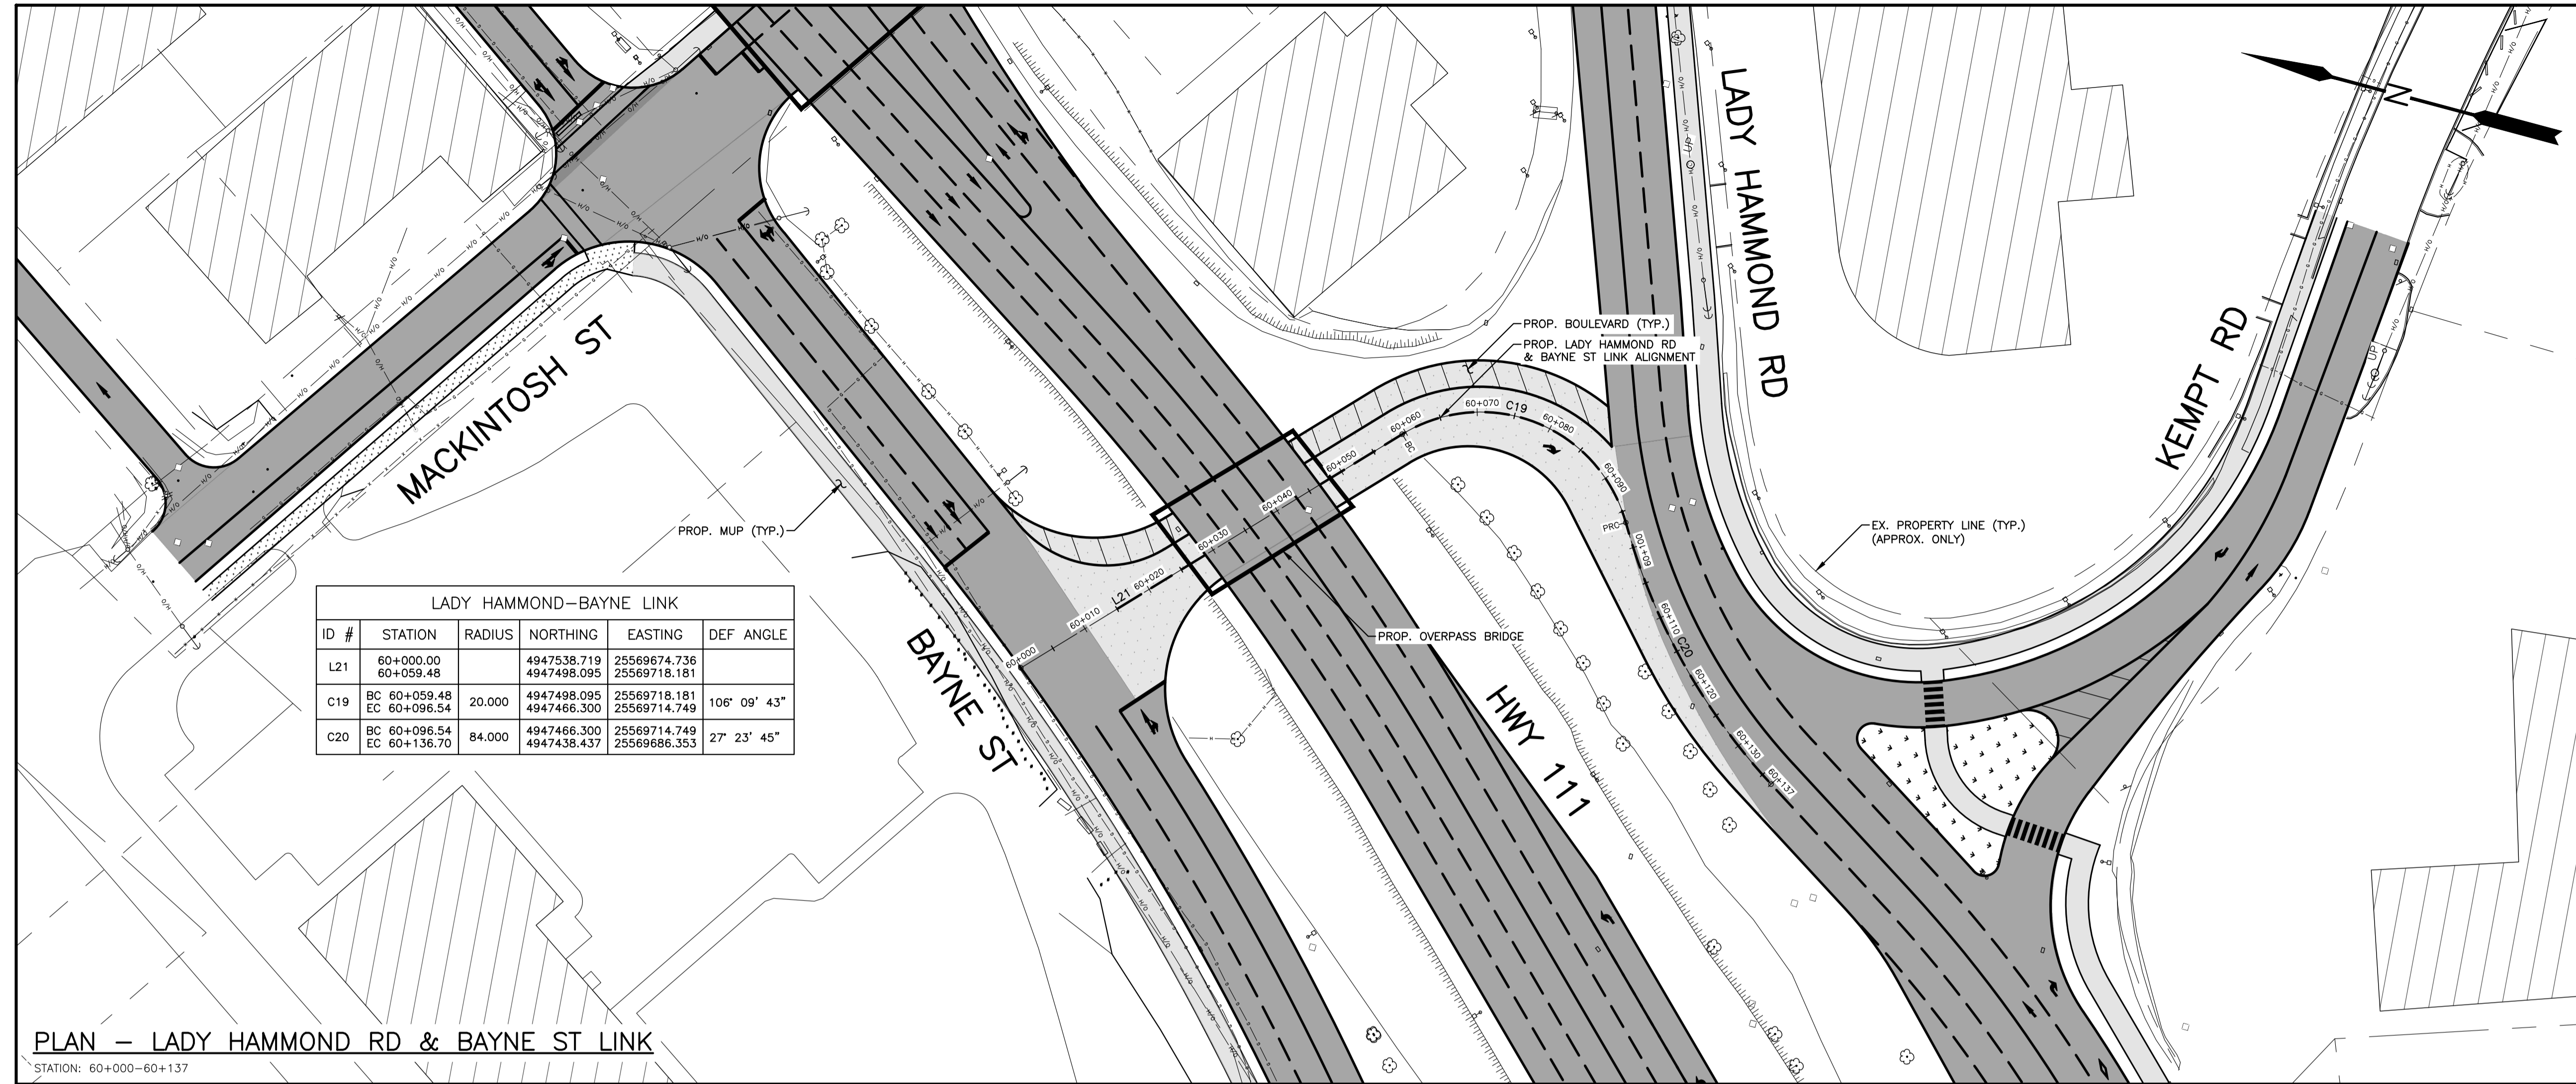 LADY HAMMOND RD
N
KEMPT RD
PROP. BOULEVARD (TYP.)
PROP. LADY HAMMOND RD
& BAYNE ST LINK ALIGNMENT
MACKINTOSH ST
PROP. MUP (TYP.)
EX. PROPERTY LINE (TYP.)
(APPROX. ONLY)
UP
60+000
60+010
60+020
L21
60+030
60+040
60+050
60+060
BC
60+070
C19
60+080
60+090
PRC
60+100
60+110
C20
60+120
60+130
60+137
PROP. OVERPASS BRIDGE
BAYNE ST
HWY 111
LADY HAMMOND-BAYNE LINK
ID # STATION RADIUS NORTHING EASTING DEF ANGLE
L21 60+000.00 4947538.719 25569674.736
60+059.48 4947498.095 25569718.181
C19 BC 60+059.48 20.000 4947498.095 25569718.181 106° 09' 43"
EC 60+096.54 4947466.300 25569714.749
C20 BC 60+096.54 84.000 4947466.300 25569714.749 27° 23' 45"
EC 60+136.70 4947438.437 25569686.353
PLAN - LADY HAMMOND RD & BAYNE ST LINK
STATION: 60+000-60+137